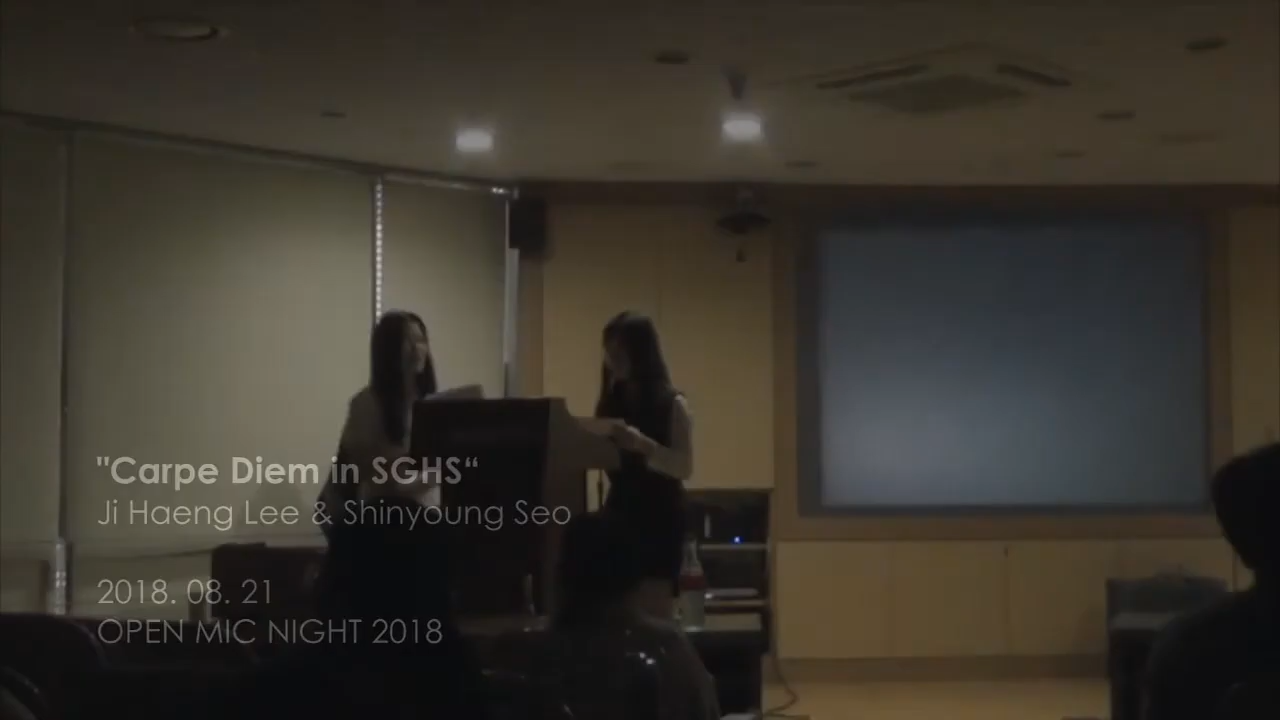 "Carpe Diem in SGHS“
Ji Haeng Lee & Shinyoung Seo
2018. 08. 21
OPEN MIC NIGHT 2018